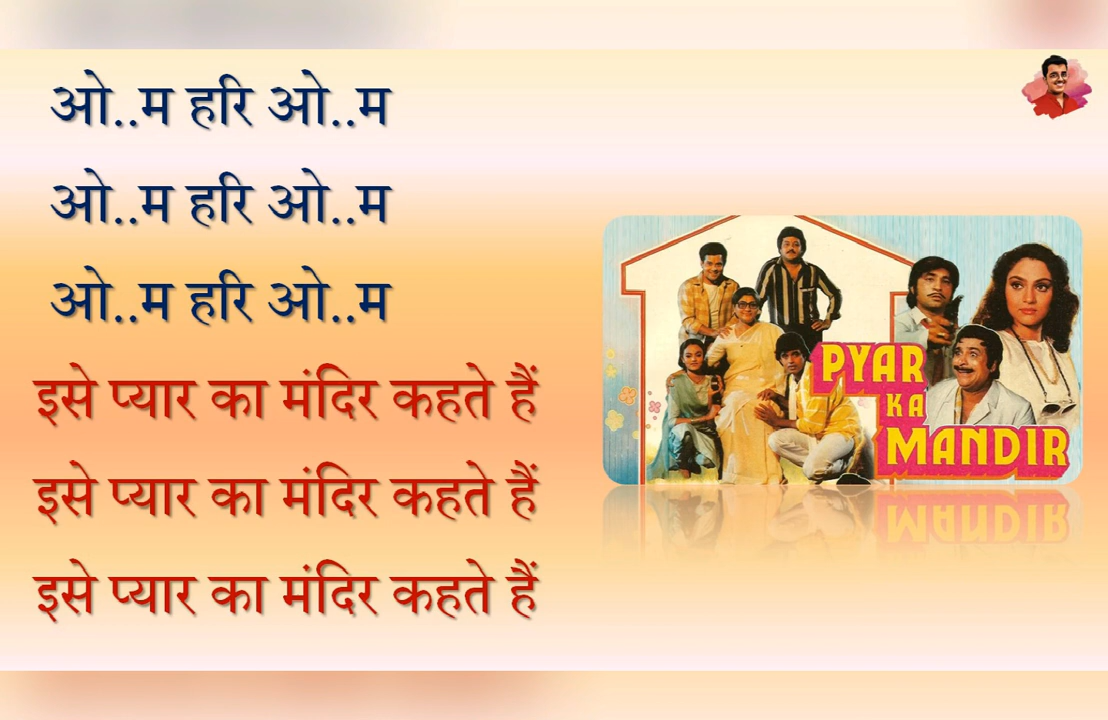 ओ..म हरि ओ..म
ओ..म हरि ओ..म
ओ..म हरि ओ..म
इसे प्यार का मंदिर कहते हैं
इसे प्यार का मंदिर कहते हैं
इसे प्यार का मंदिर कहते हैं
PYAR
KA
MANDIR